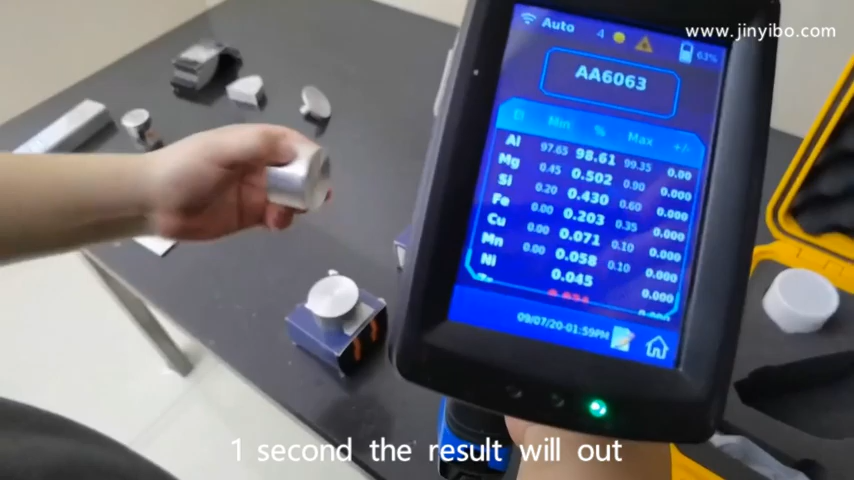 www.jinyibo.com
Auto 4 63%
AA6063
El Min % Max +/-
Al 97.65 98.61 99.35 0.00
Mg 0.45 0.502 0.90 0.000
Si 0.20 0.430 0.60 0.000
Fe 0.00 0.203 0.35 0.000
Cu 0.00 0.071 0.10 0.000
Mn 0.00 0.058 0.10 0.000
Ni 0.045 0.000
09/07/20-01:59PM
1 second the result will out